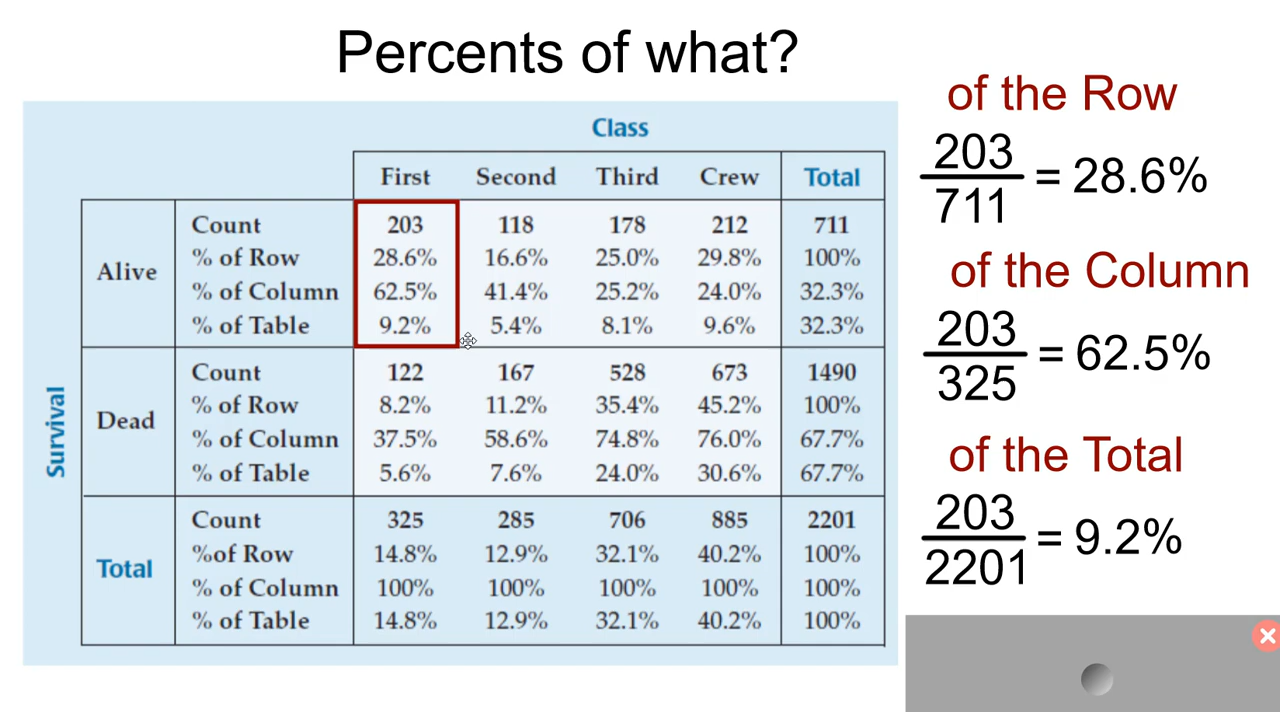 Percents of what?
Class
First Second Third Crew Total
Count 203 118 178 212 711
% of Row 28.6% 16.6% 25.0% 29.8% 100%
Alive
% of Column 62.5% 41.4% 25.2% 24.0% 32.3%
% of Table 9.2% 5.4% 8.1% 9.6% 32.3%
Count 122 167 528 673 1490
% of Row 8.2% 11.2% 35.4% 45.2% 100%
Dead
% of Column 37.5% 58.6% 74.8% 76.0% 67.7%
% of Table 5.6% 7.6% 24.0% 30.6% 67.7%
Count 325 285 706 885 2201
%of Row 14.8% 12.9% 32.1% 40.2% 100%
Total
% of Column 100% 100% 100% 100% 100%
% of Table 14.8% 12.9% 32.1% 40.2% 100%
Survival
of the Row
203
711
= 28.6%
of the Column
203
325
= 62.5%
of the Total
203
2201
= 9.2%